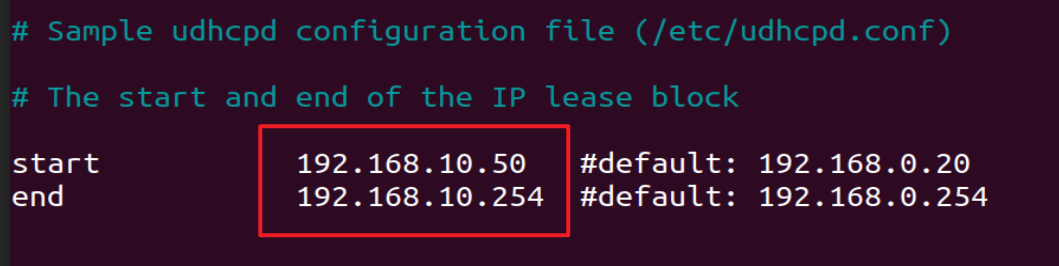 # Sample udhcpd configuration file (/etc/udhcpd.conf)
# The start and end of the IP lease block
start 192.168.10.50 #default: 192.168.0.20
end 192.168.10.254 #default: 192.168.0.254